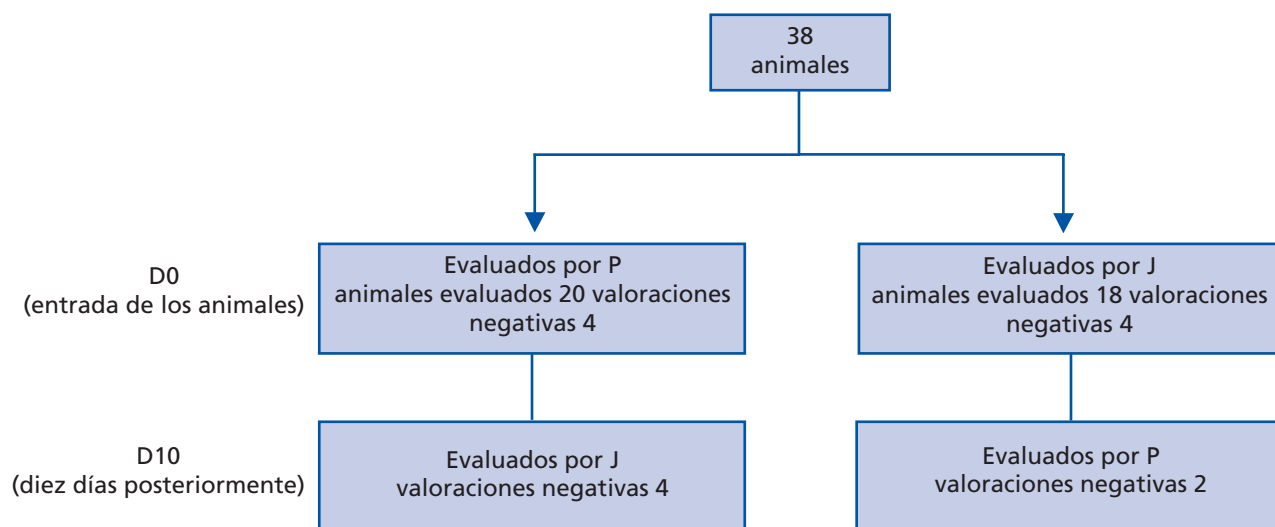 38
animales
D0
(entrada de los animales)
Evaluados por P
animales evaluados 20 valoraciones
negativas 4
Evaluados por J
animales evaluados 18 valoraciones
negativas 4
D10
(diez días posteriormente)
Evaluados por J
valoraciones negativas 4
Evaluados por P
valoraciones negativas 2